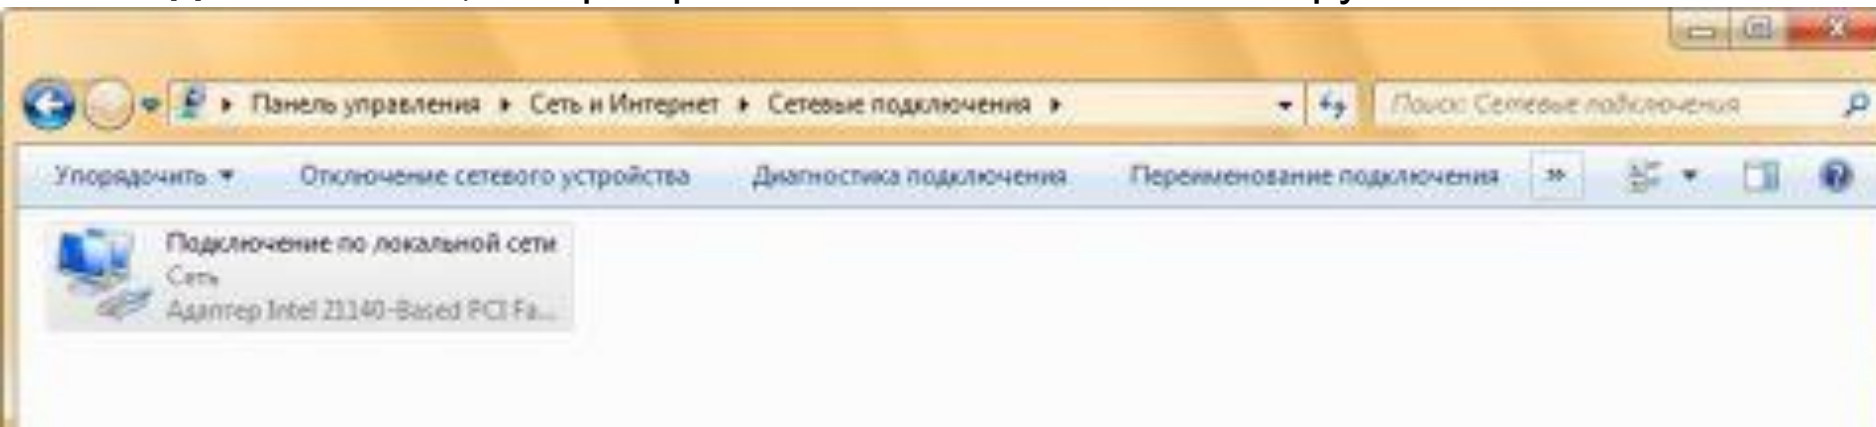 Панель управления ▸ Сеть и Интернет ▸ Сетевые подключения ▸
Поиск: Сетевые подключения
Упорядочить ▼ Отключение сетевого устройства Диагностика подключения Переименование подключения »
Подключение по локальной сети
Сеть
Адаптер Intel 21140-Based PCI Fa...